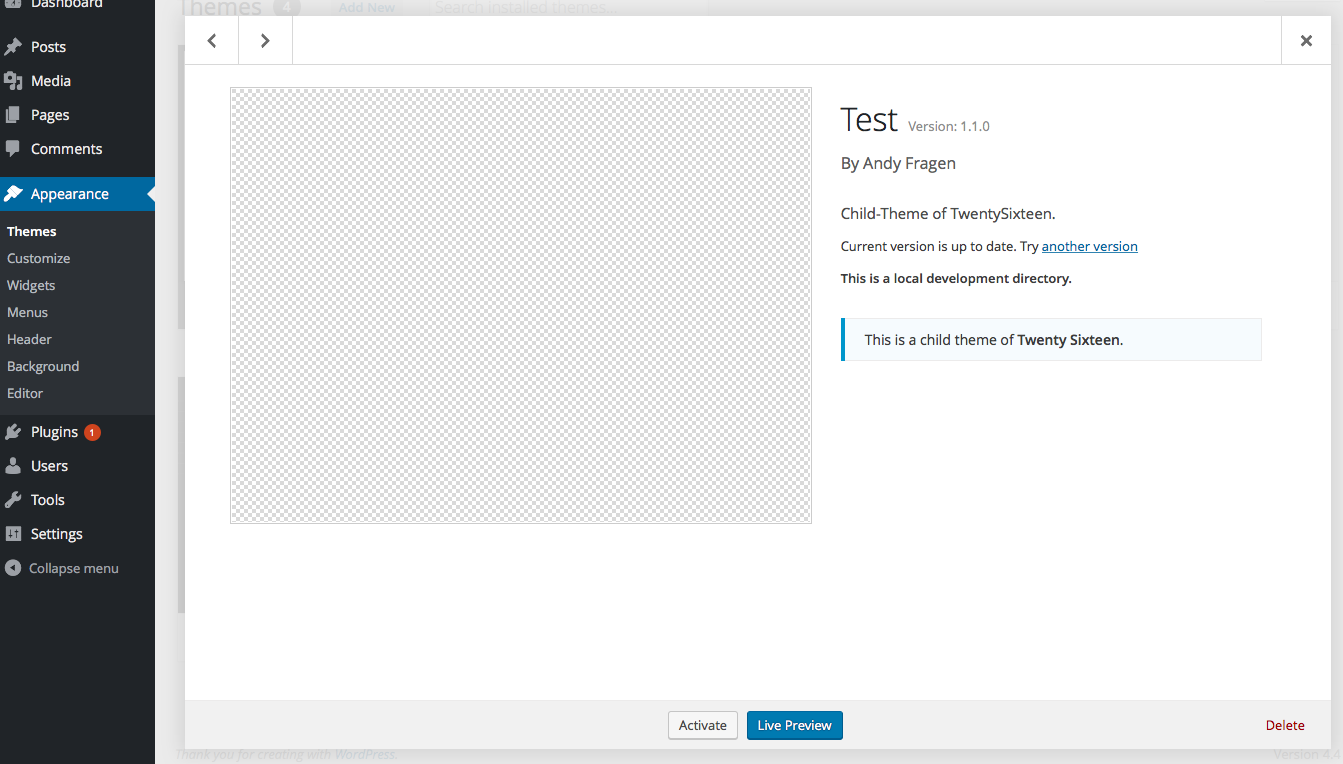 Dashboard
Themes 4 Add New Search installed themes...
Posts
Media
Pages
Comments
Appearance
Themes
Customize
Widgets
Menus
Header
Background
Editor
Plugins 1
Users
Tools
Settings
Collapse menu
Test Version: 1.1.0
By Andy Fragen
Child-Theme of TwentySixteen.
Current version is up to date. Try another version
This is a local development directory.
This is a child theme of Twenty Sixteen.
Activate
Live Preview
Delete
Thank you for creating with WordPress.
Version 4.4